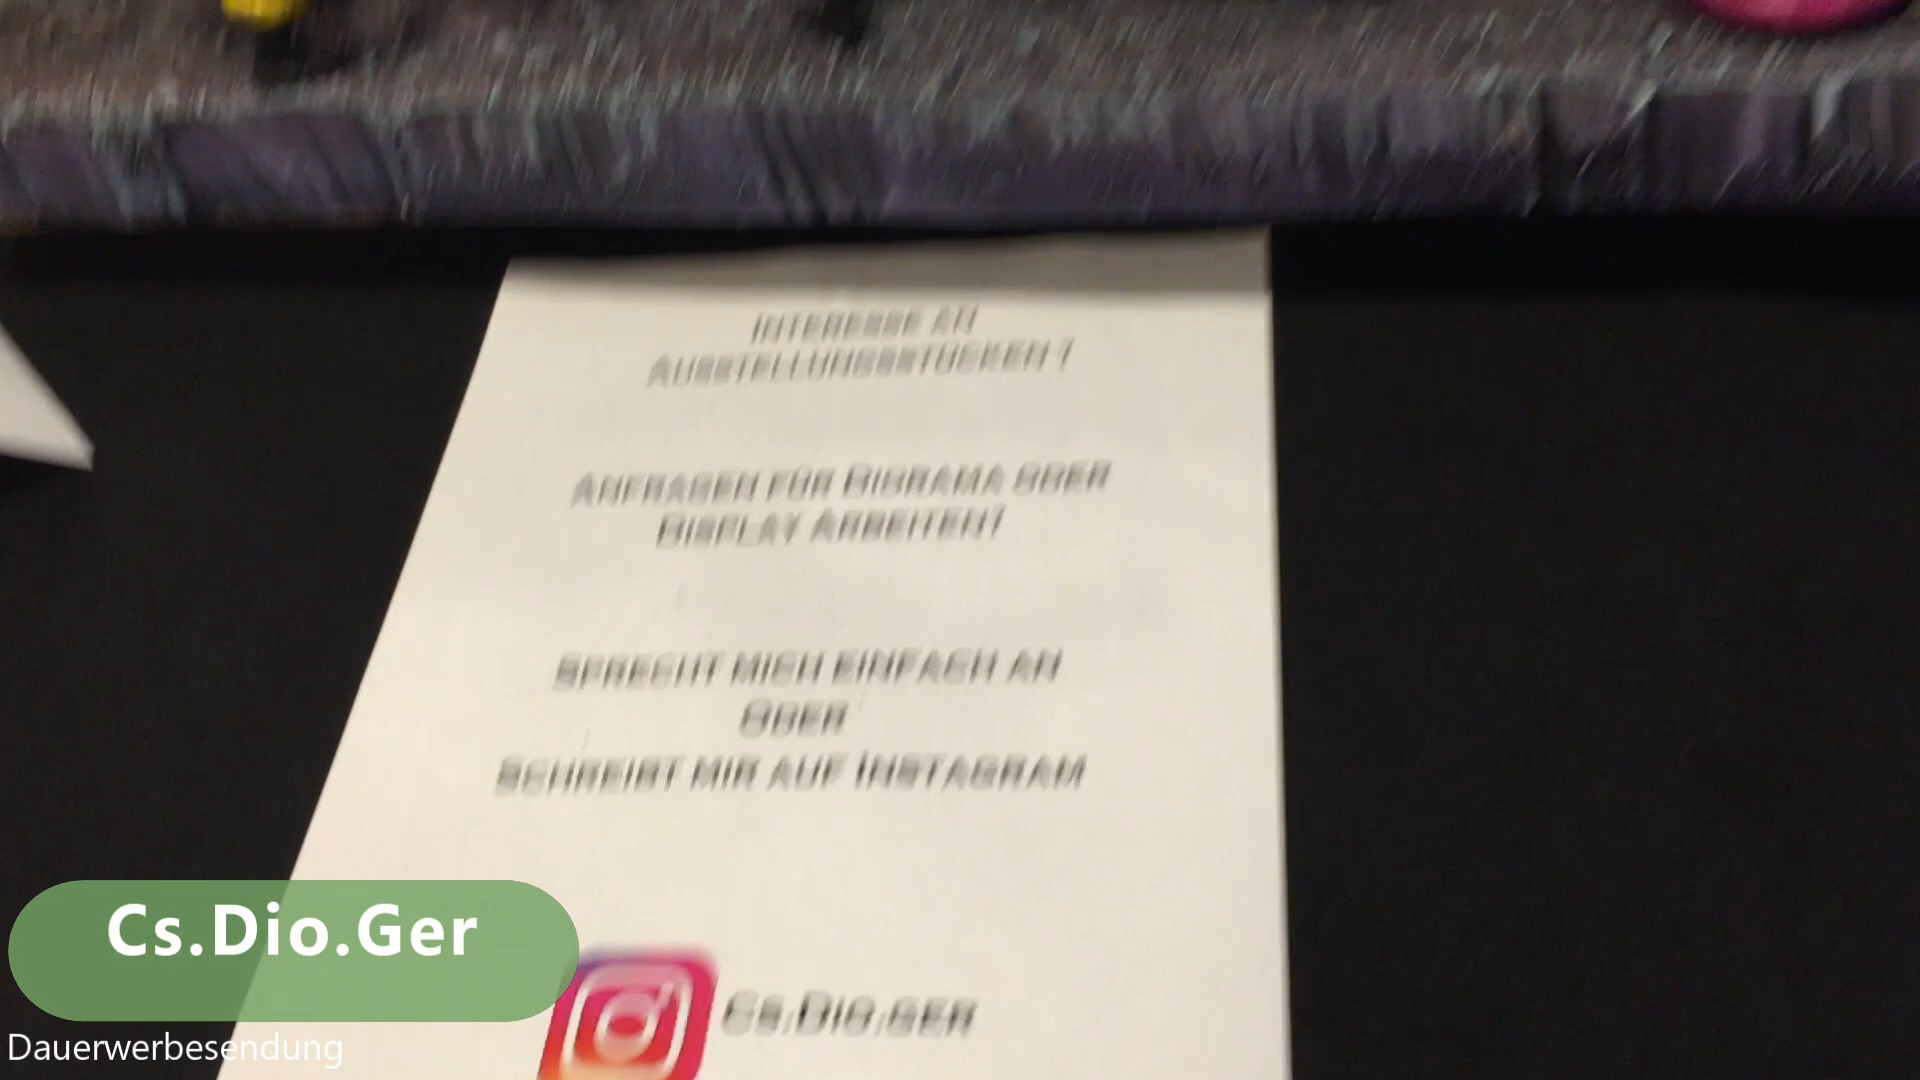 Interesse an
Ausstellungsstücken ?
Anfragen für Diorama oder
Display Arbeiten?
Sprecht mich einfach an
Oder
Schreibt mir auf Instagram
Cs.Dio.ger
Cs.Dio.Ger
Dauerwerbesendung